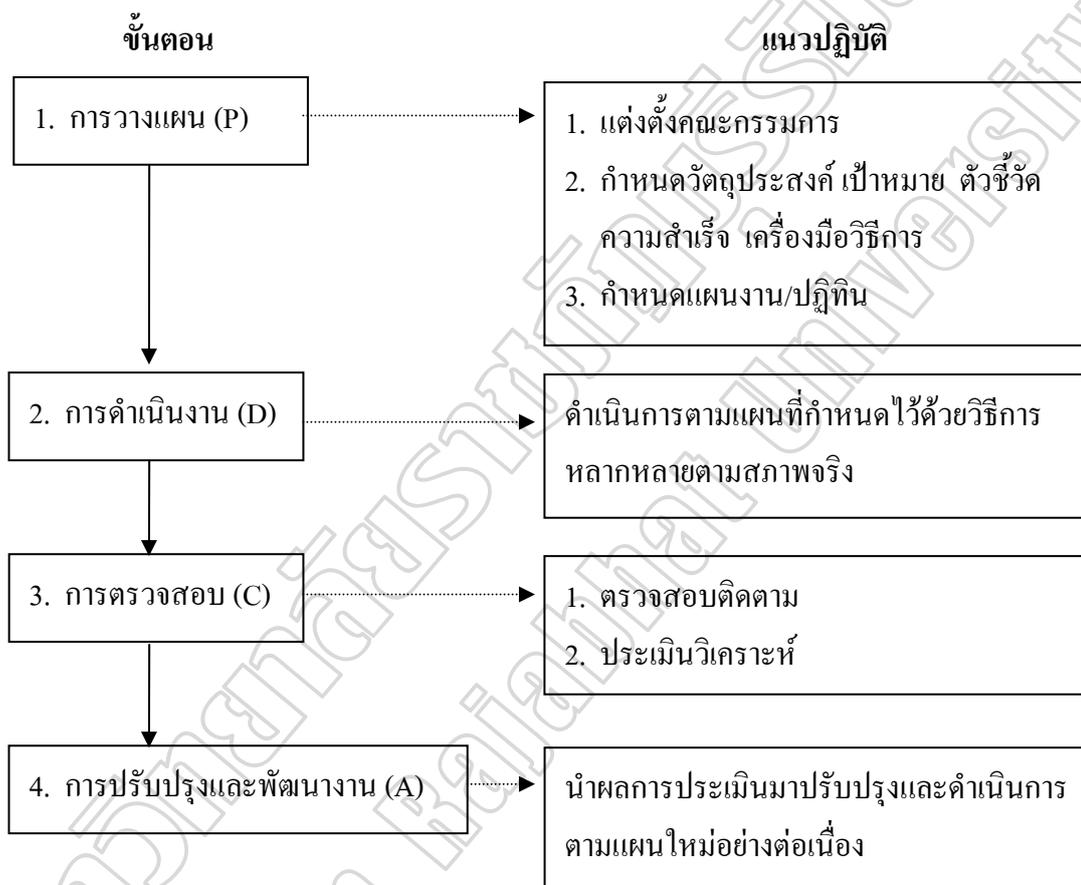 ขั้นตอน
แนวปฏิบัติ
1. การวางแผน (P)
1. แต่งตั้งคณะกรรมการ
2. กำหนดวัตถุประสงค์ เป้าหมาย ตัวชี้วัด
ความสำเร็จ เครื่องมือวิธีการ
3. กำหนดแผนงาน/ปฏิทิน
2. การดำเนินงาน (D)
ดำเนินการตามแผนที่กำหนดไว้ด้วยวิธีการ
หลากหลายตามสภาพจริง
3. การตรวจสอบ (C)
1. ตรวจสอบติดตาม
2. ประเมินวิเคราะห์
4. การปรับปรุงและพัฒนางาน (A)
นำผลการประเมินมาปรับปรุงและดำเนินการ
ตามแผนใหม่อย่างต่อเนื่อง
Rajabhat University